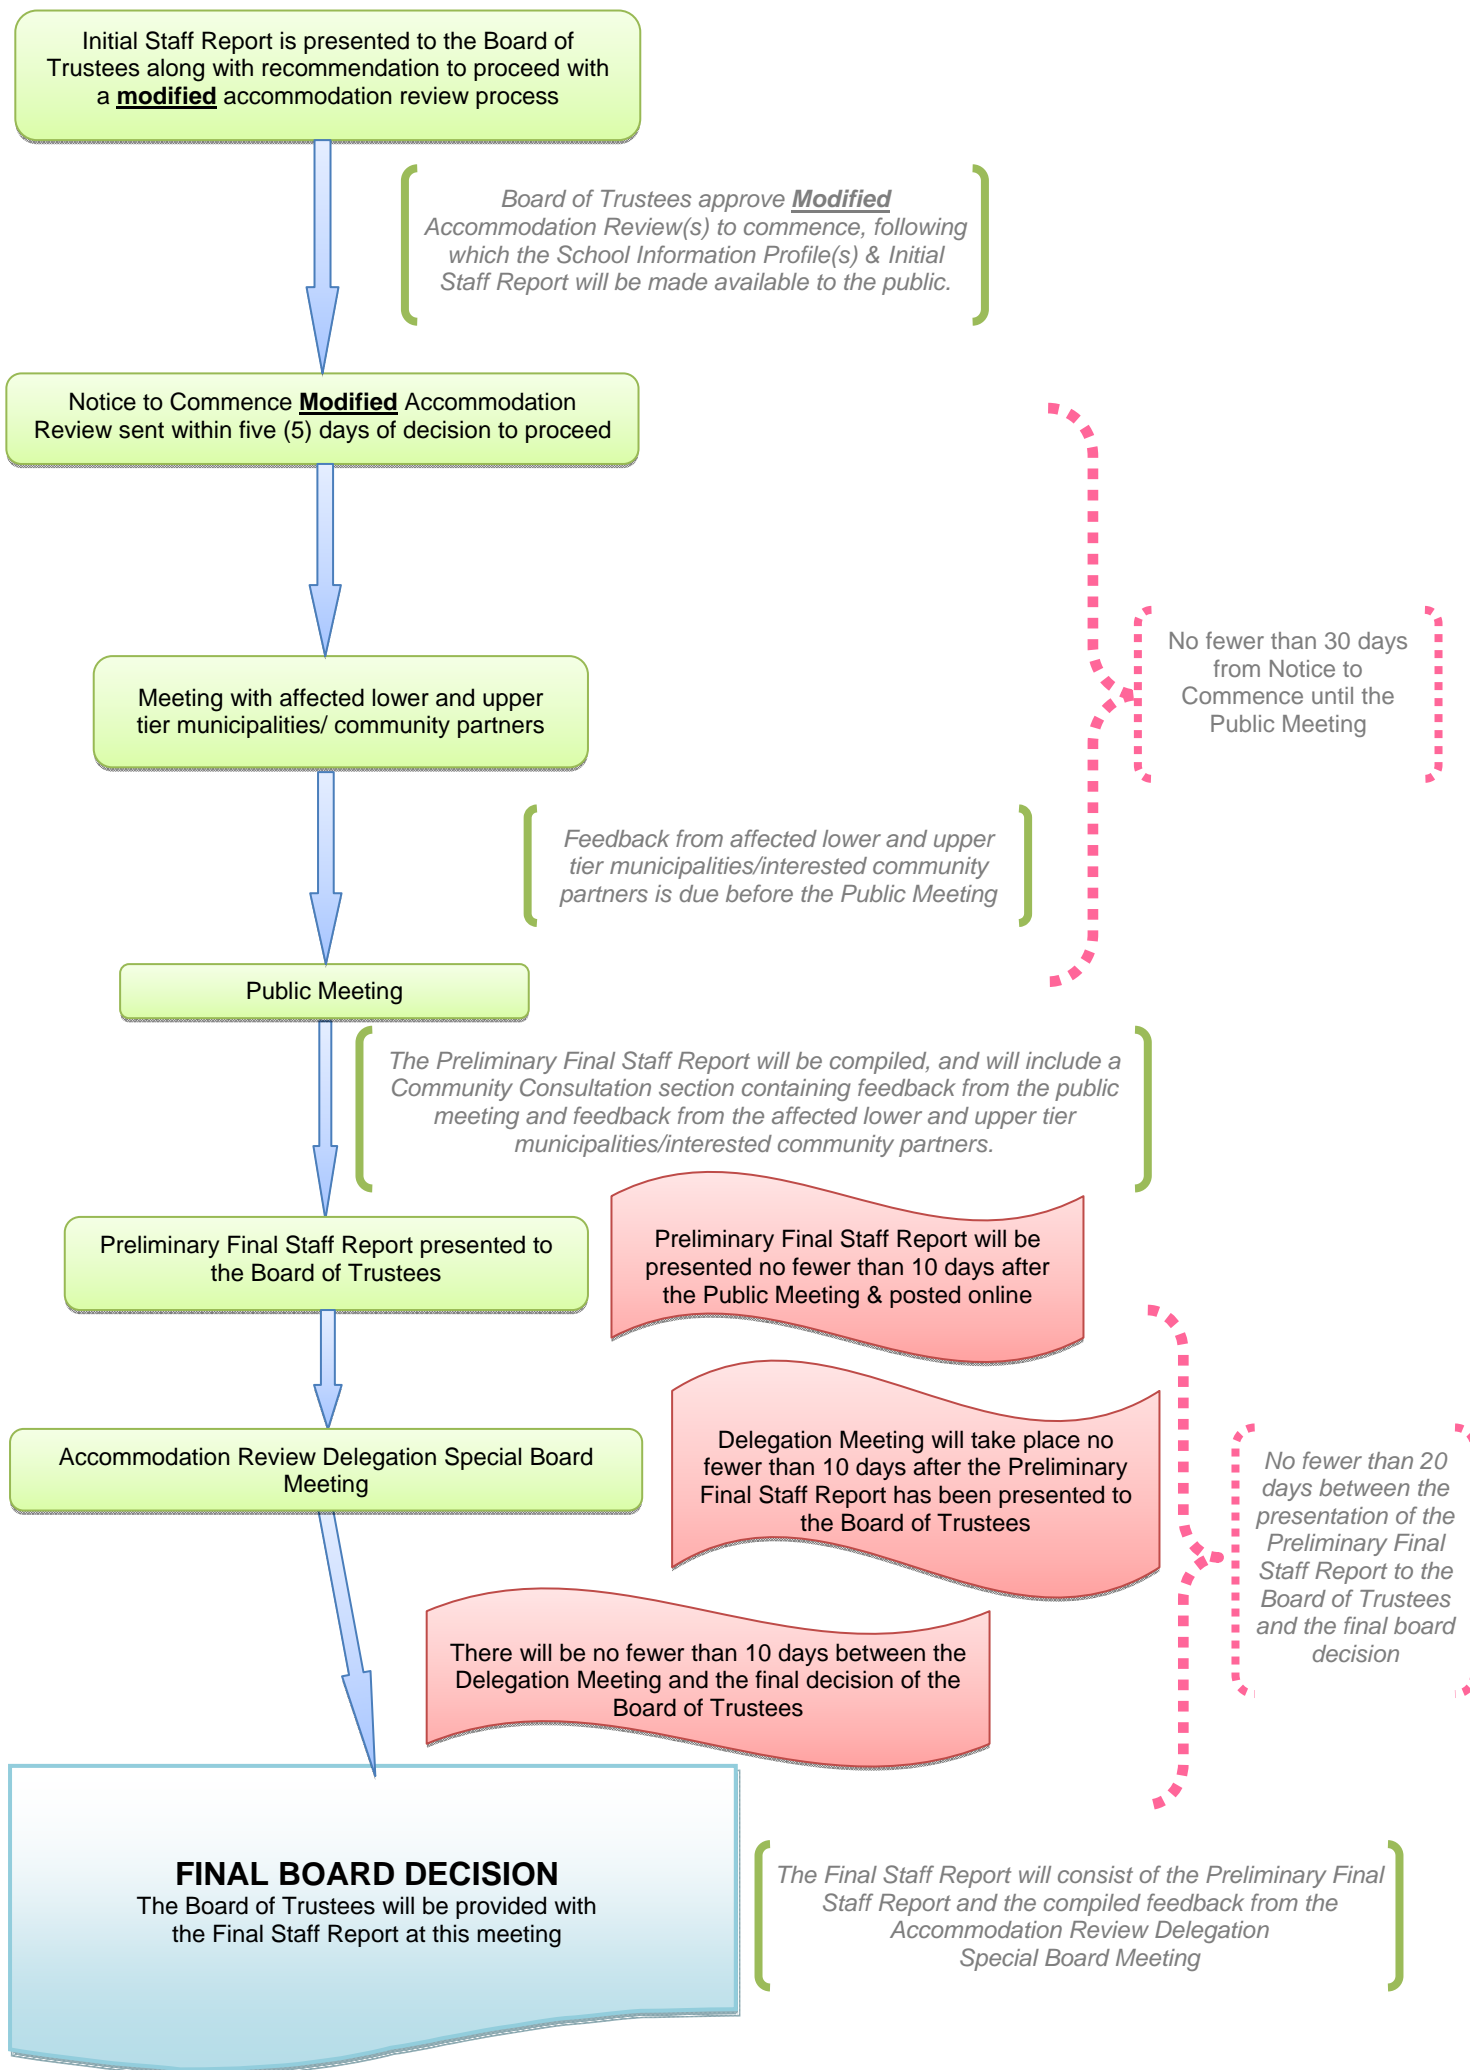 Initial Staff Report is presented to the Board of
Trustees along with recommendation to proceed with
a modified accommodation review process
Board of Trustees approve Modified
Accommodation Review(s) to commence, following
which the School Information Profile(s) & Initial
Staff Report will be made available to the public.
Notice to Commence Modified Accommodation
Review sent within five (5) days of decision to proceed
No fewer than 30 days
from Notice to
Commence until the
Public Meeting
Meeting with affected lower and upper
tier municipalities/ community partners
Feedback from affected lower and upper
tier municipalities/interested community
partners is due before the Public Meeting
Public Meeting
The Preliminary Final Staff Report will be compiled, and will include a
Community Consultation section containing feedback from the public
meeting and feedback from the affected lower and upper tier
municipalities/interested community partners.
Preliminary Final Staff Report presented to
the Board of Trustees
Preliminary Final Staff Report will be
presented no fewer than 10 days after
the Public Meeting & posted online
Accommodation Review Delegation Special Board
Meeting
Delegation Meeting will take place no
fewer than 10 days after the Preliminary
Final Staff Report has been presented to
the Board of Trustees
No fewer than 20
days between the
presentation of the
Preliminary Final
Staff Report to the
Board of Trustees
and the final board
decision
There will be no fewer than 10 days between the
Delegation Meeting and the final decision of the
Board of Trustees
FINAL BOARD DECISION
The Board of Trustees will be provided with
the Final Staff Report at this meeting
The Final Staff Report will consist of the Preliminary Final
Staff Report and the compiled feedback from the
Accommodation Review Delegation
Special Board Meeting